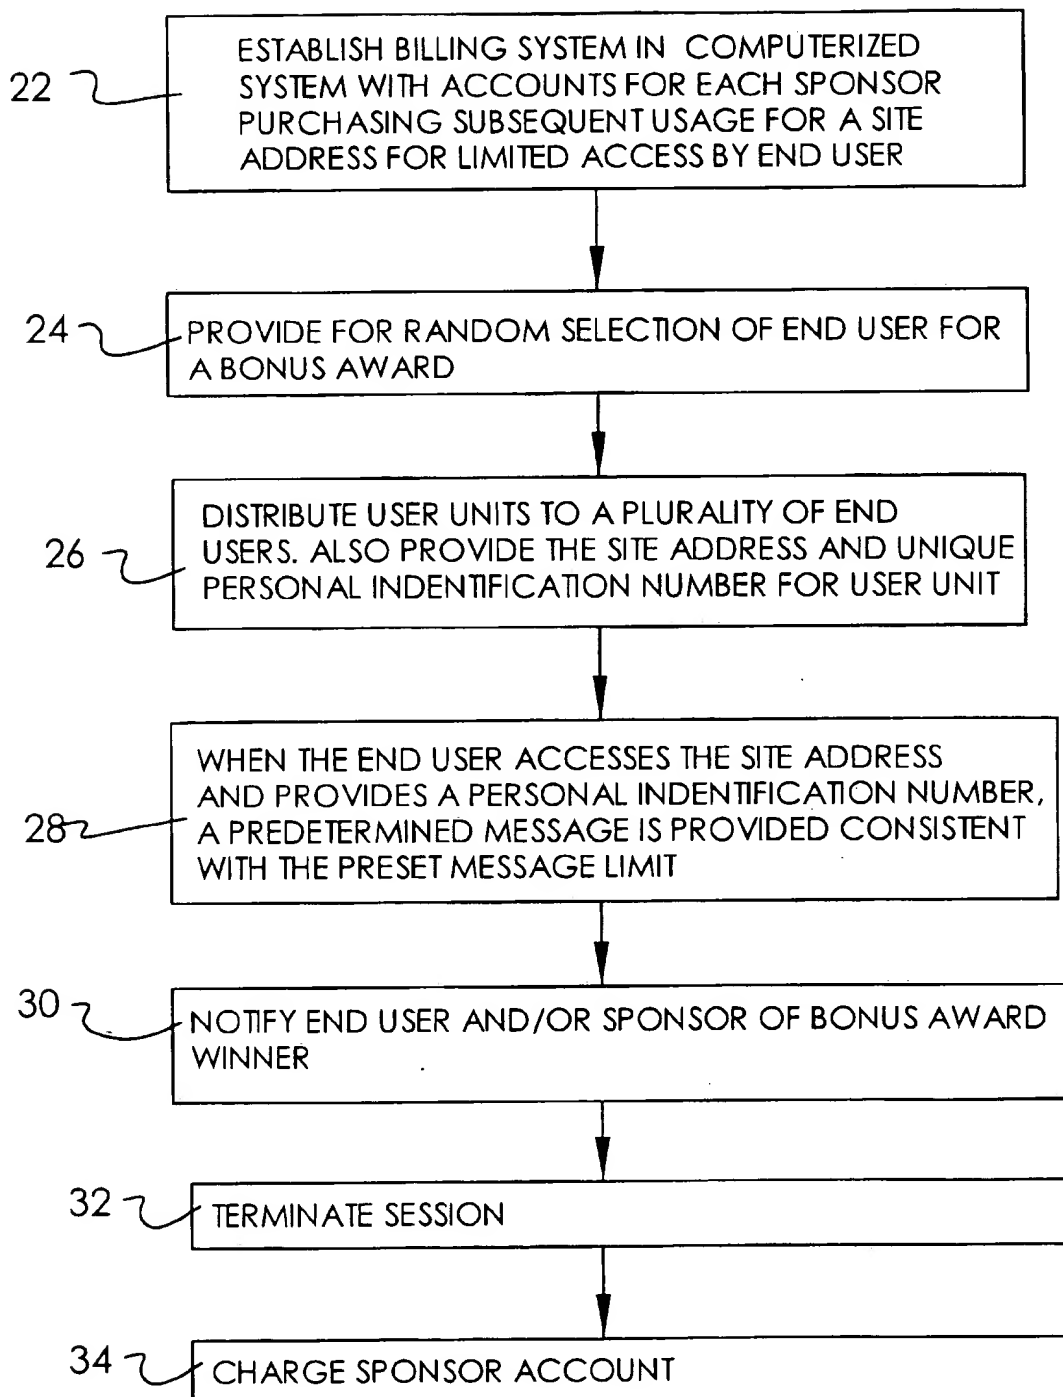 22
ESTABLISH BILLING SYSTEM IN COMPUTERIZED
SYSTEM WITH ACCOUNTS FOR EACH SPONSOR
PURCHASING SUBSEQUENT USAGE FOR A SITE
ADDRESS FOR LIMITED ACCESS BY END USER
24
PROVIDE FOR RANDOM SELECTION OF END USER FOR
A BONUS AWARD
26
DISTRIBUTE USER UNITS TO A PLURALITY OF END
USERS. ALSO PROVIDE THE SITE ADDRESS AND UNIQUE
PERSONAL INDENTIFICATION NUMBER FOR USER UNIT
28
WHEN THE END USER ACCESSES THE SITE ADDRESS
AND PROVIDES A PERSONAL INDENTIFICATION NUMBER,
A PREDETERMINED MESSAGE IS PROVIDED CONSISTENT
WITH THE PRESET MESSAGE LIMIT
30
NOTIFY END USER AND/OR SPONSOR OF BONUS AWARD
WINNER
32
TERMINATE SESSION
34
CHARGE SPONSOR ACCOUNT